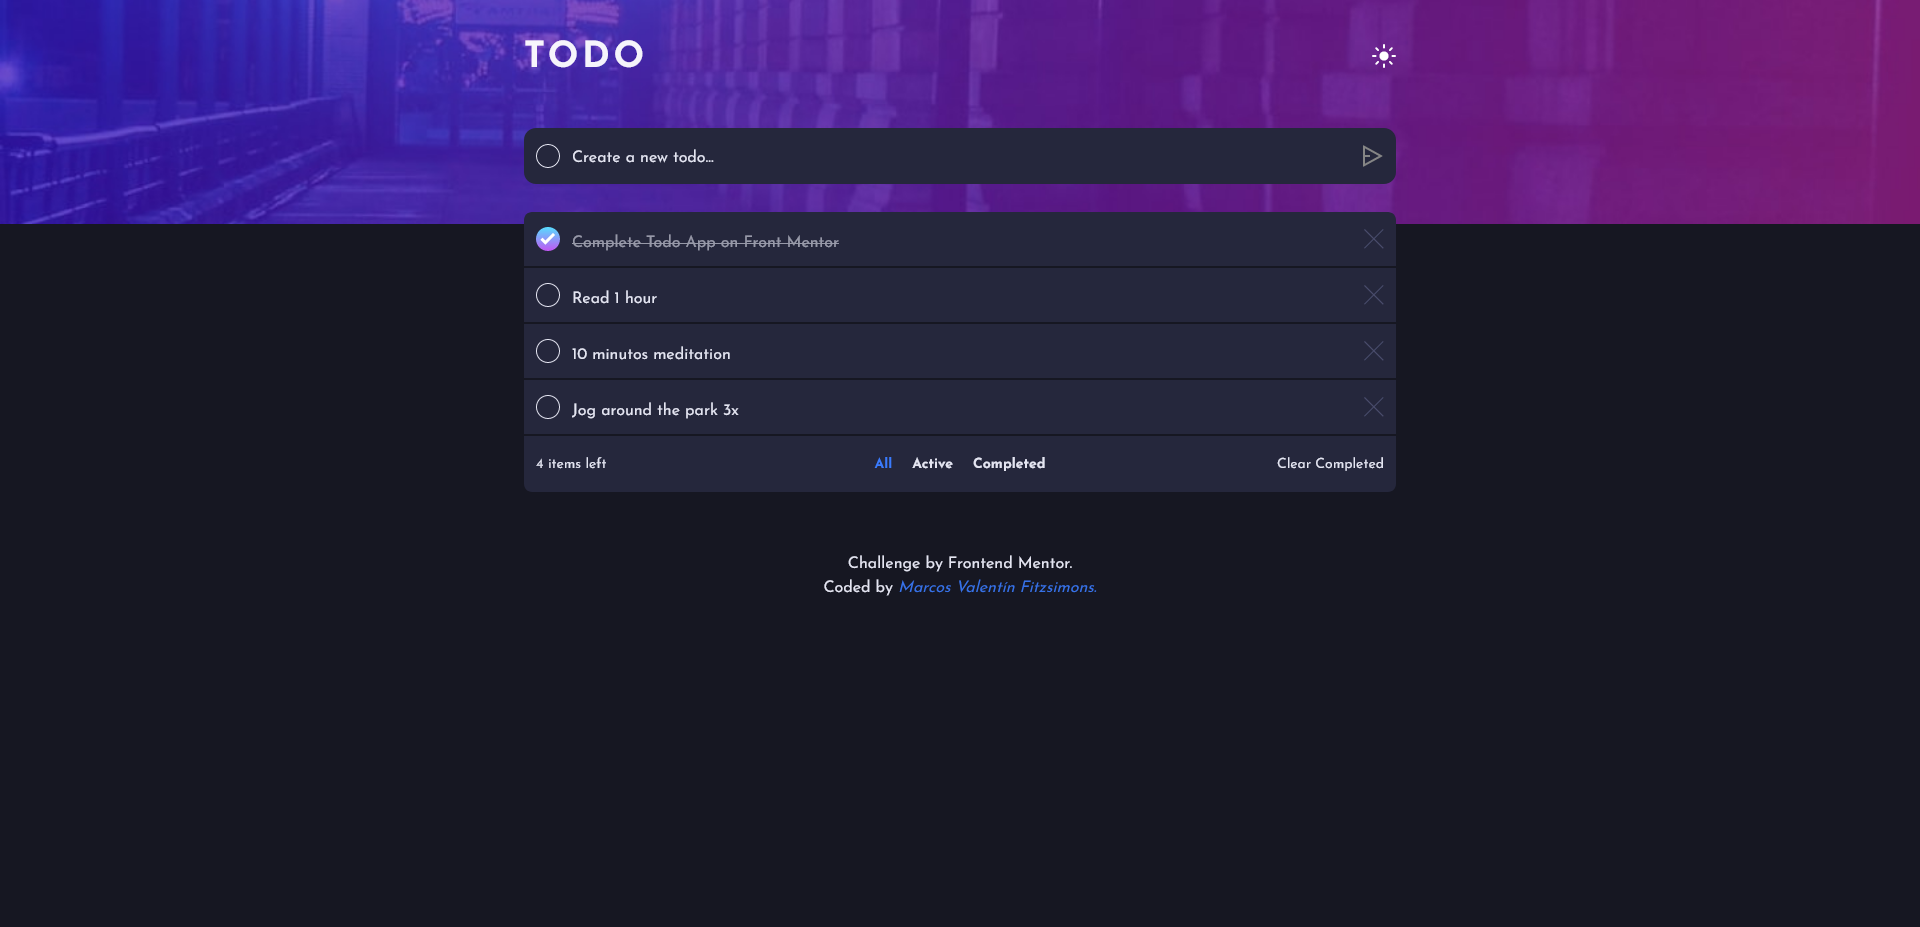 TODO
Create a new todo...
Complete Todo App on Front Mentor
Read 1 hour
10 minutos meditation
Jog around the park 3x
4 items left All Active Completed Clear Completed
Challenge by Frontend Mentor.
Coded by Marcos Valentín Fitzsimons.